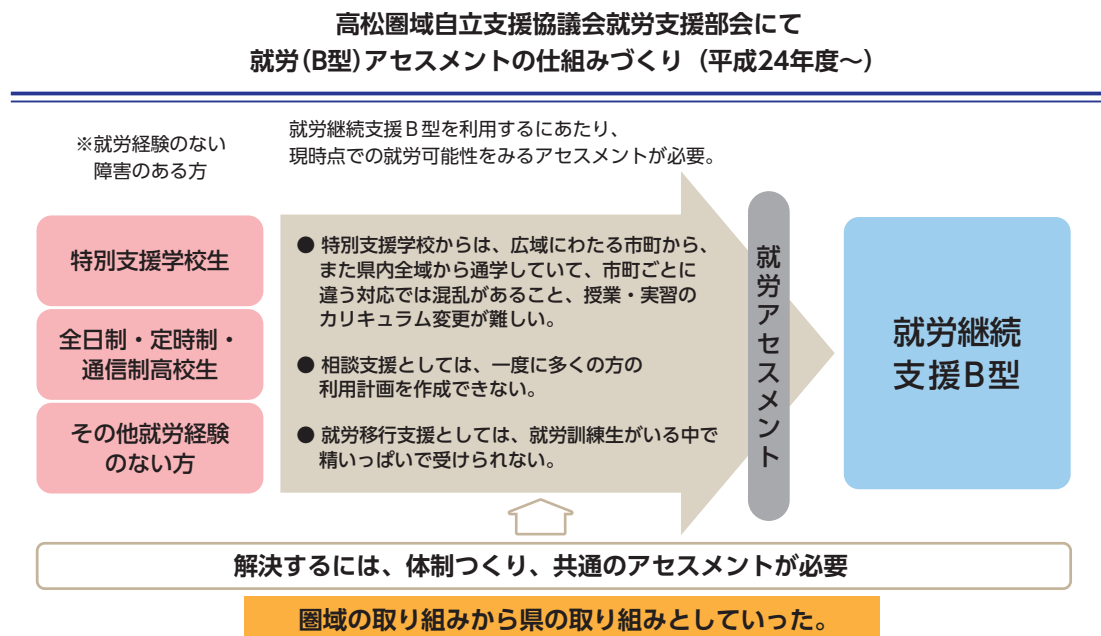 高松圏域自立支援協議会就労支援部会にて
就労(B型)アセスメントの仕組みづくり（平成24年度～）
※就労経験のない
障害のある方
就労継続支援Ｂ型を利用するにあたり、
現時点での就労可能性をみるアセスメントが必要。
特別支援学校生
全日制・定時制・
通信制高校生
その他就労経験
のない方
● 特別支援学校からは、広域にわたる市町から、
また県内全域から通学していて、市町ごとに
違う対応では混乱があること、授業・実習の
カリキュラム変更が難しい。
● 相談支援としては、一度に多くの方の
利用計画を作成できない。
● 就労移行支援としては、就労訓練生がいる中で
精いっぱいで受けられない。
就労アセスメント
就労継続
支援B型
解決するには、体制つくり、共通のアセスメントが必要
圏域の取り組みから県の取り組みとしていった。